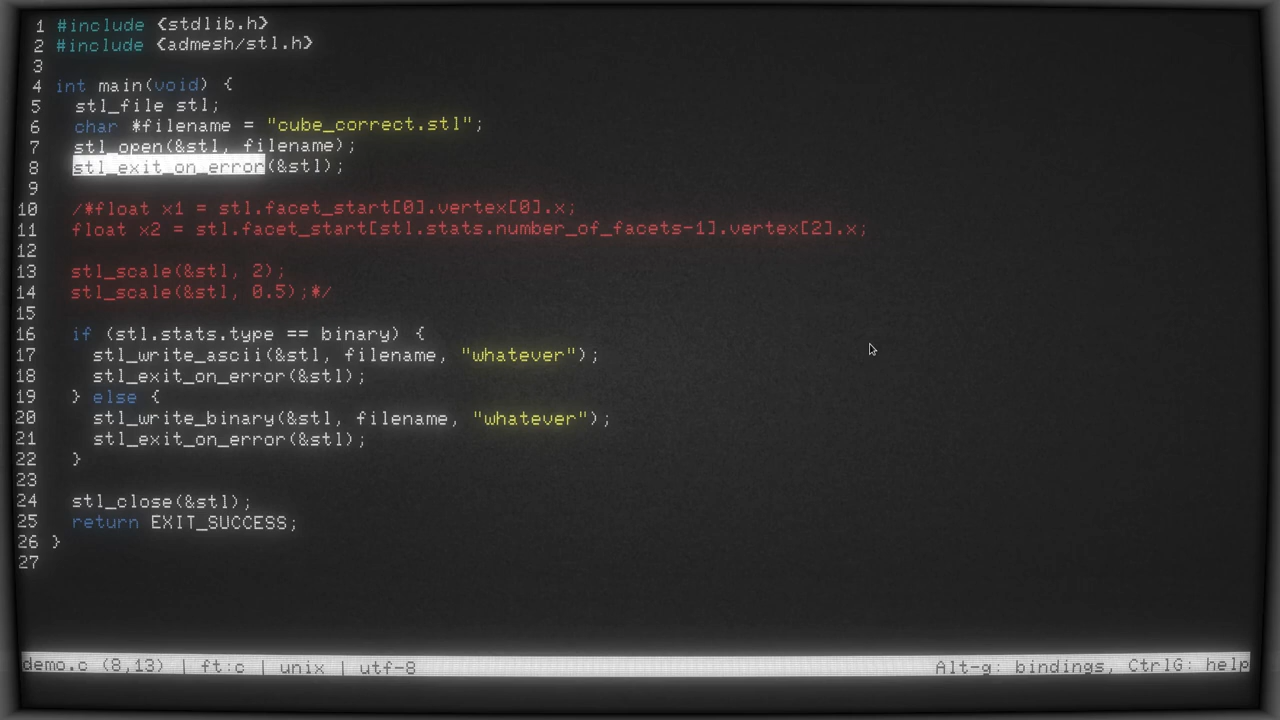 1 #include <stdlib.h>
2 #include <admesh/stl.h>
3
4 int main(void) {
5   stl_file stl;
6   char *filename = "cube_correct.stl";
7   stl_open(&stl, filename);
8   stl_exit_on_error(&stl);
9
10   /*float x1 = stl.facet_start[0].vertex[0].x;
11   float x2 = stl.facet_start[stl.stats.number_of_facets-1].vertex[2].x;
12
13   stl_scale(&stl, 2);
14   stl_scale(&stl, 0.5);*/
15
16   if (stl.stats.type == binary) {
17     stl_write_ascii(&stl, filename, "whatever");
18     stl_exit_on_error(&stl);
19   } else {
20     stl_write_binary(&stl, filename, "whatever");
21     stl_exit_on_error(&stl);
22   }
23
24   stl_close(&stl);
25   return EXIT_SUCCESS;
26 }
27
demo.c (8,13) | ft:c | unix | utf-8 Alt-g: bindings, CtrlG: help